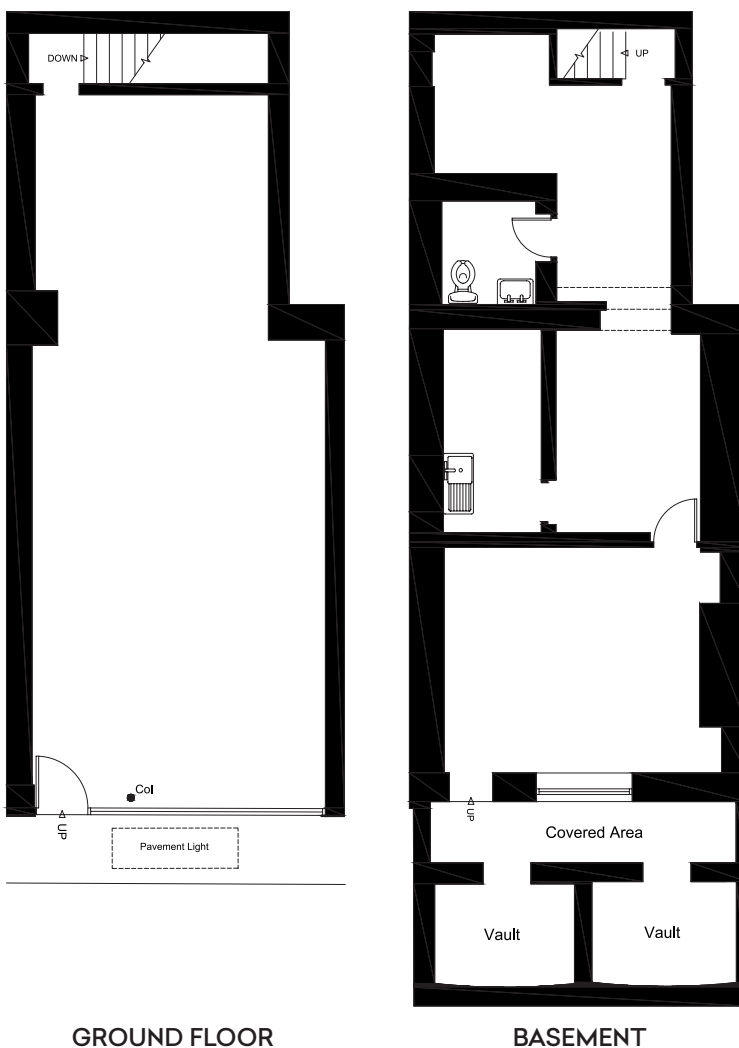 DOWN
UP
Col
UP
Pavement Light
UP
Covered Area
Vault
Vault
GROUND FLOOR
BASEMENT